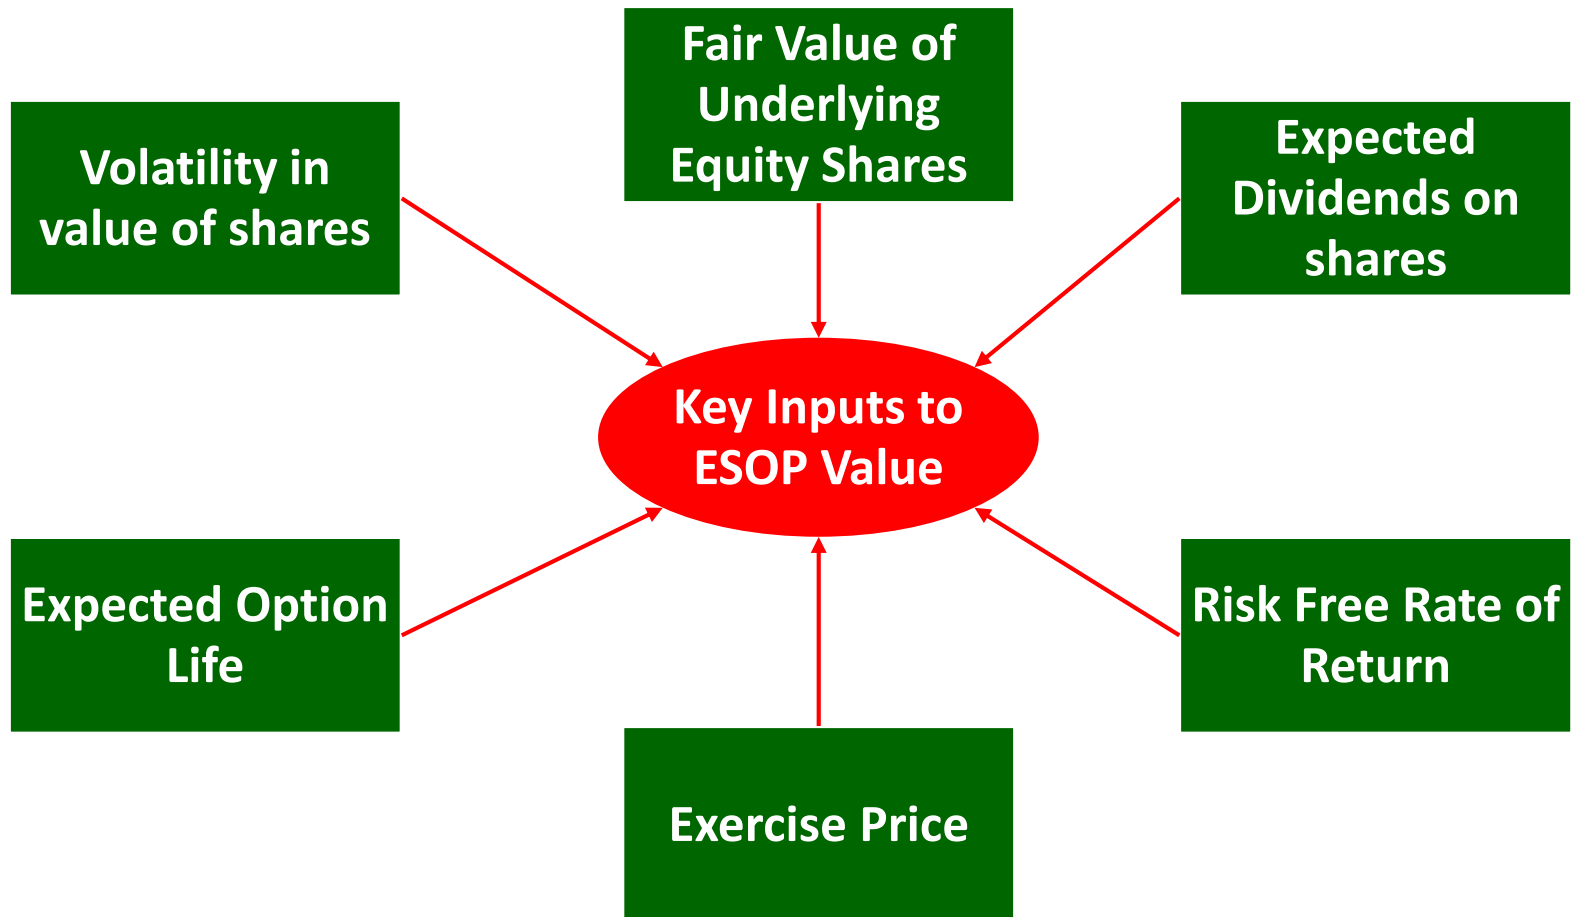 Fair Value of
Underlying
Equity Shares
Volatility in
value of shares
Expected
Dividends on
shares
Key Inputs to
ESOP Value
Expected Option
Life
Risk Free Rate of
Return
Exercise Price